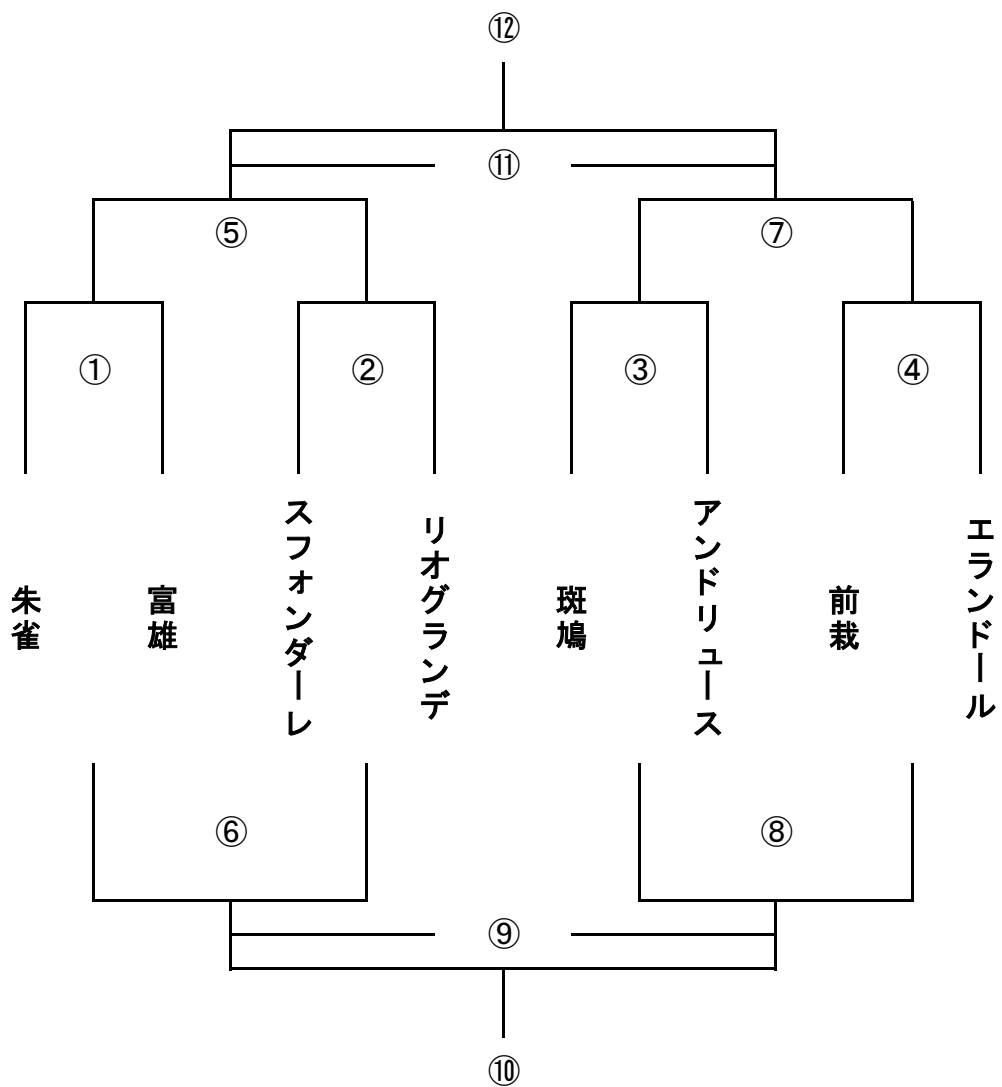 ⑫
⑪
⑤
⑦
①
②
③
④
朱雀
富雄
スフォンダーレ
リオグランデ
斑鳩
アンドリュース
前栽
エランドール
⑥
⑧
⑨
⑩